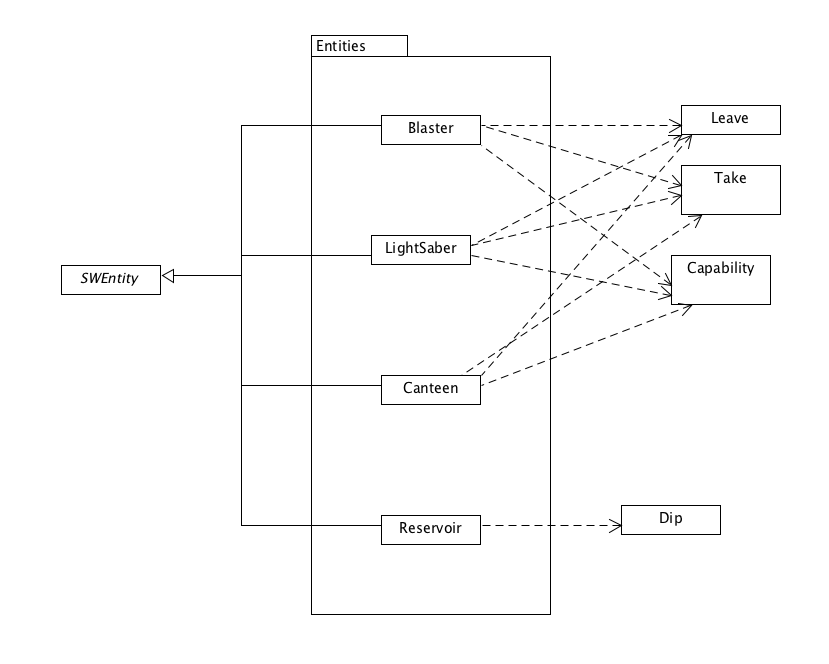 Entities
Blaster
Leave
Take
LightSaber
Capability
SWEntity
Canteen
Reservoir
Dip